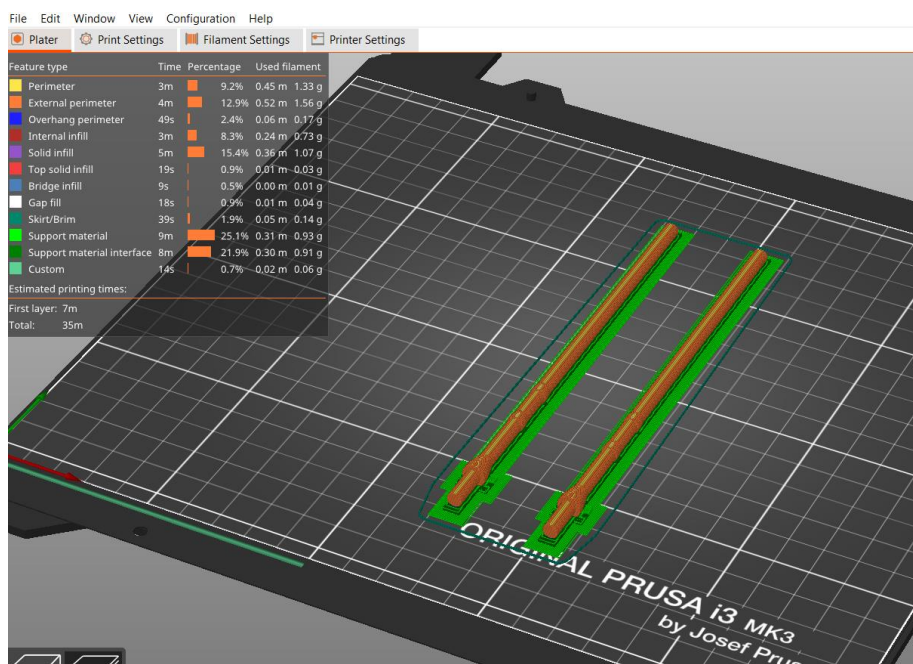 File Edit Window View Configuration Help
Plater Print Settings Filament Settings Printer Settings
Feature type Time Percentage Used filament
Perimeter 3m 9.2% 0.45 m 1.33 g
External perimeter 4m 12.9% 0.52 m 1.56 g
Overhang perimeter 49s 2.4% 0.06 m 0.17 g
Internal infill 3m 8.3% 0.24 m 0.73 g
Solid infill 5m 15.4% 0.36 m 1.07 g
Top solid infill 19s 0.9% 0.01 m 0.03 g
Bridge infill 9s 0.5% 0.00 m 0.01 g
Gap fill 18s 0.9% 0.01 m 0.04 g
Skirt/Brim 39s 1.9% 0.05 m 0.14 g
Support material 9m 25.1% 0.31 m 0.93 g
Support material interface 8m 21.9% 0.30 m 0.91 g
Custom 14s 0.7% 0.02 m 0.06 g
Estimated printing times:
First layer: 7m
Total: 35m
ORIGINAL PRUSA i3 MK3
by Josef Prus